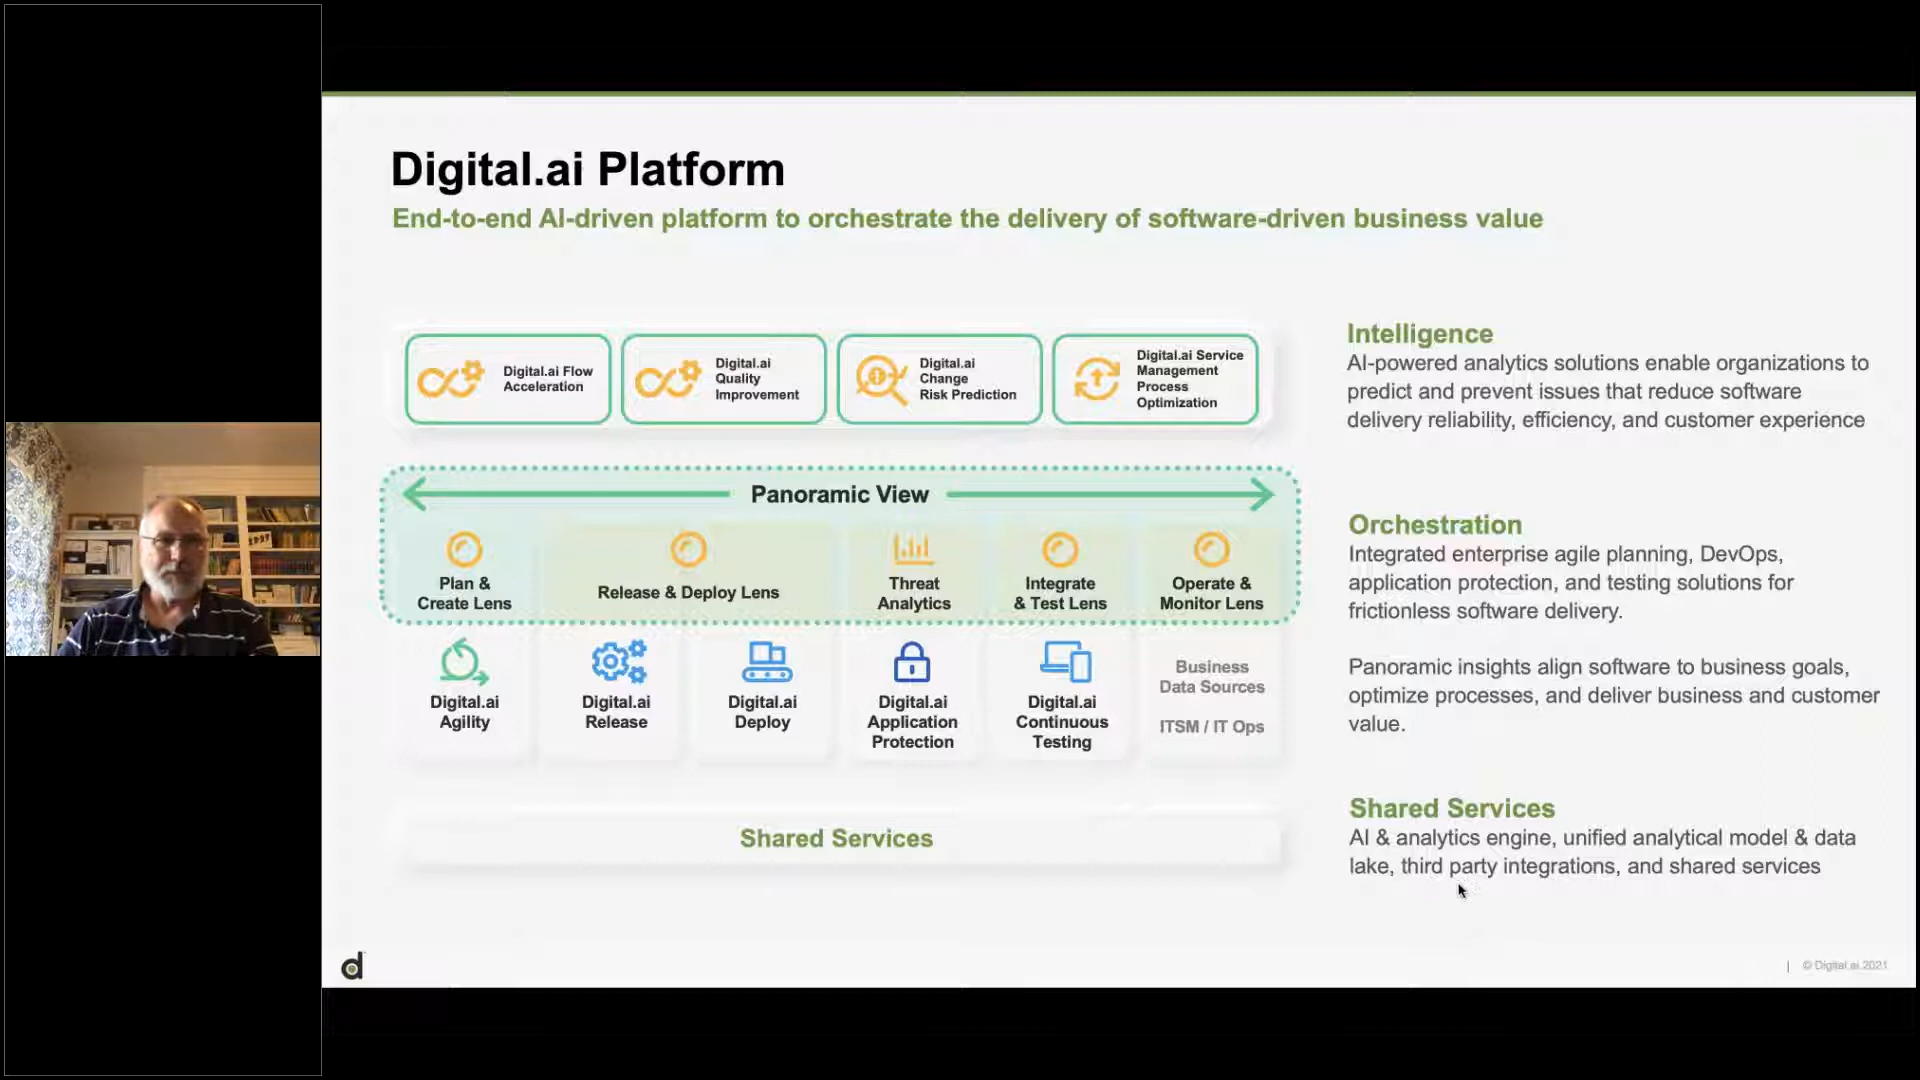 Digital.ai Platform
End-to-end AI-driven platform to orchestrate the delivery of software-driven business value
Digital.ai Flow
Acceleration
Digital.ai
Quality
Improvement
Digital.ai
Change
Risk Prediction
Digital.ai Service
Management
Process
Optimization
Panoramic View
Plan &
Create Lens
Release & Deploy Lens
Threat
Analytics
Integrate
& Test Lens
Operate &
Monitor Lens
Digital.ai
Agility
Digital.ai
Release
Digital.ai
Deploy
Digital.ai
Application
Protection
Digital.ai
Continuous
Testing
Business
Data Sources
ITSM / IT Ops
Shared Services
Intelligence
AI-powered analytics solutions enable organizations to
predict and prevent issues that reduce software
delivery reliability, efficiency, and customer experience
Orchestration
Integrated enterprise agile planning, DevOps,
application protection, and testing solutions for
frictionless software delivery.
Panoramic insights align software to business goals,
optimize processes, and deliver business and customer
value.
Shared Services
AI & analytics engine, unified analytical model & data
lake, third party integrations, and shared services
d
| © Digital.ai 2021